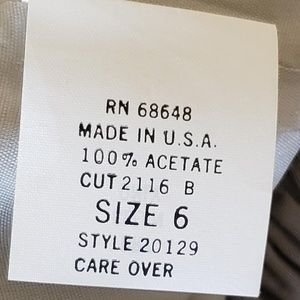 RN 68648
MADE IN U.S.A.
100% ACETATE
CUT 2116 B
SIZE 6
STYLE 20129
CARE OVER